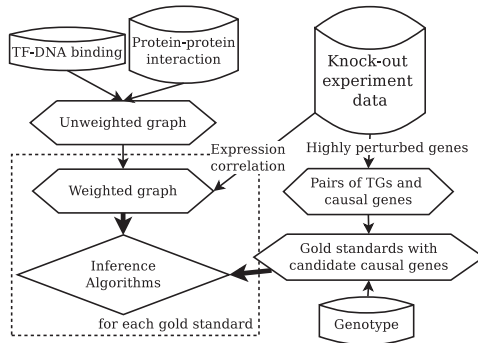 TF-DNA binding
Protein-protein
interaction
Knock-out
experiment
data
Unweighted graph
Expression
correlation
Highly perturbed genes
Weighted graph
Pairs of TGs and
causal genes
Inference
Algorithms
Gold standards with
candidate causal genes
for each gold standard
Genotype